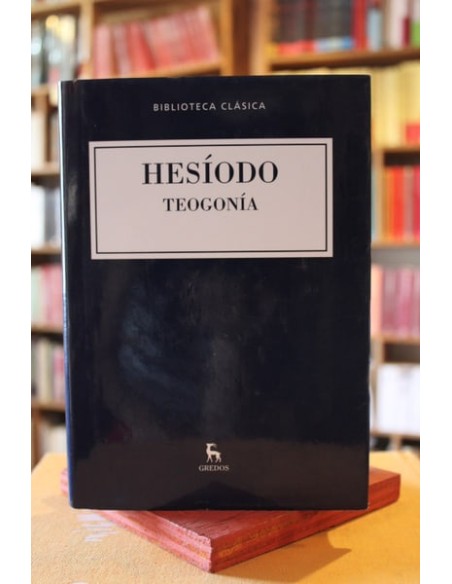 BIBLIOTECA CLÁSICA
HESÍODO
TEOGONÍA
GREDOS